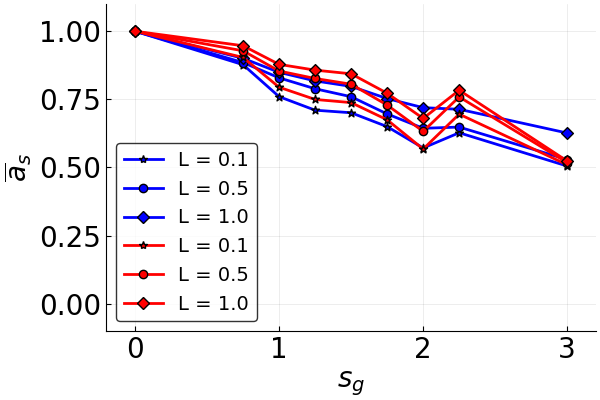 1.00
0.75
0.50
0.25
0.00
a̅s
L = 0.1
L = 0.5
L = 1.0
L = 0.1
L = 0.5
L = 1.0
0 1 2 3
sg